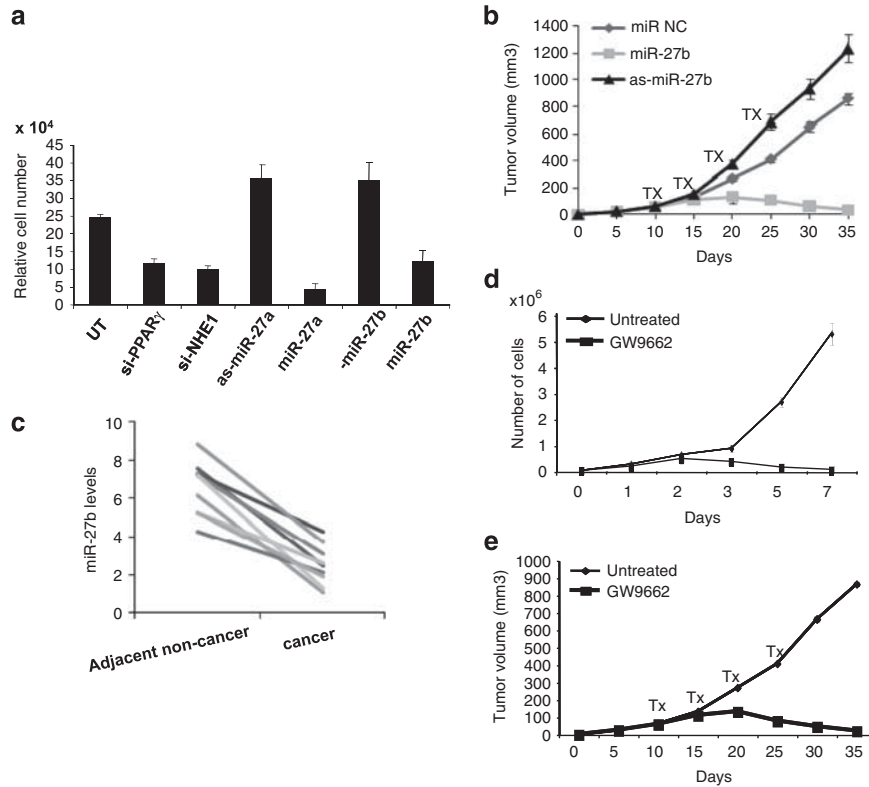 a
x 10⁴
Relative cell number
45
40
35
30
25
20
15
10
5
0
UT
si-PPARγ
si-NHE1
as-miR-27a
miR-27a
-miR-27b
miR-27b
b
Tumor volume (mm3)
1400
1200
1000
800
600
400
200
0
miR NC
miR-27b
as-miR-27b
TX
TX
TX
TX
0 5 10 15 20 25 30 35
Days
c
miR-27b levels
10
8
6
4
2
0
Adjacent non-cancer
cancer
d
x10⁶
Number of cells
6
5
4
3
2
1
0
Untreated
GW9662
0 1 2 3 5 7
Days
e
Tumor volume (mm3)
1000
900
800
700
600
500
400
300
200
100
0
Untreated
GW9662
Tx
Tx
Tx
Tx
0 5 10 15 20 25 30 35
Days